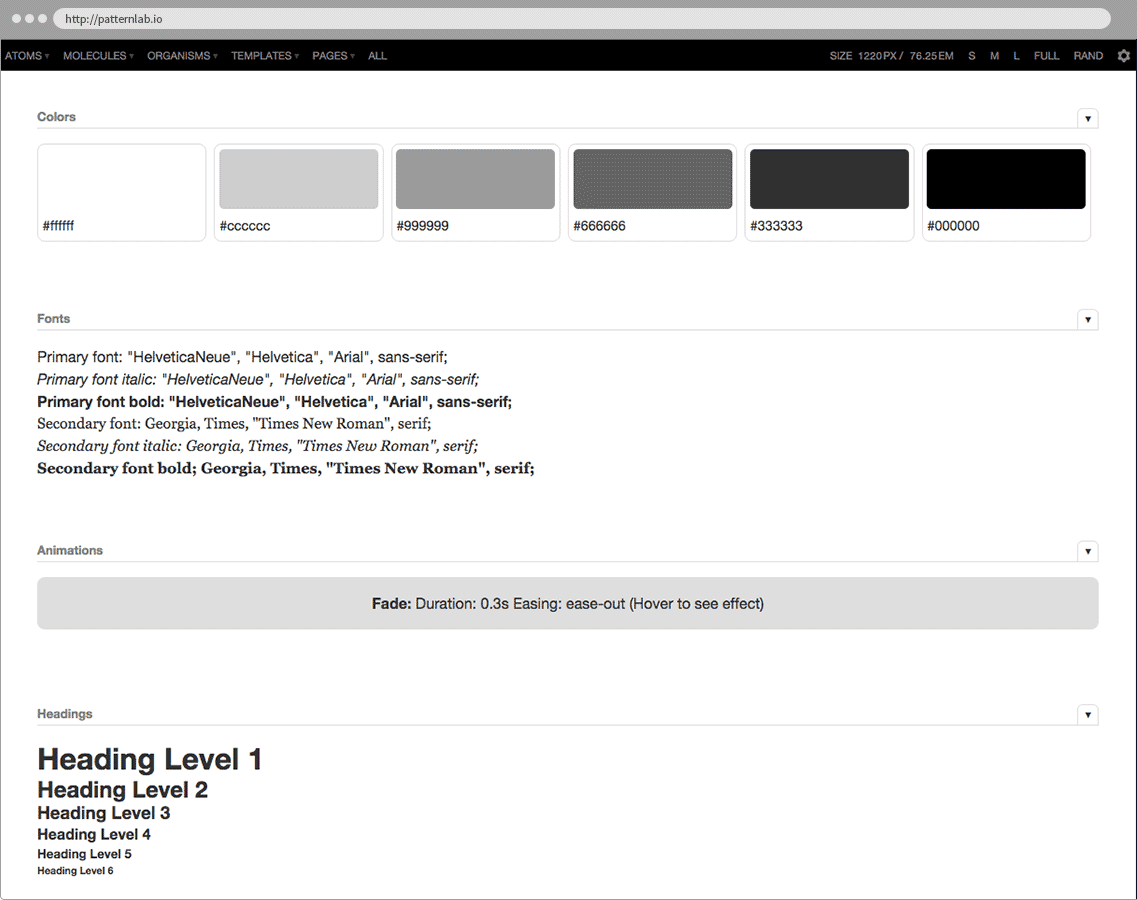 http://patternlab.io
ATOMS▾ MOLECULES▾ ORGANISMS▾ TEMPLATES▾ PAGES▾ ALL SIZE 1220PX / 76.25EM S M L FULL RAND
Colors ▼
#ffffff #cccccc #999999 #666666 #333333 #000000
Fonts ▼
Primary font: "HelveticaNeue", "Helvetica", "Arial", sans-serif;
Primary font italic: "HelveticaNeue", "Helvetica", "Arial", sans-serif;
Primary font bold: "HelveticaNeue", "Helvetica", "Arial", sans-serif;
Secondary font: Georgia, Times, "Times New Roman", serif;
Secondary font italic: Georgia, Times, "Times New Roman", serif;
Secondary font bold; Georgia, Times, "Times New Roman", serif;
Animations ▼
Fade: Duration: 0.3s Easing: ease-out (Hover to see effect)
Headings ▼
Heading Level 1
Heading Level 2
Heading Level 3
Heading Level 4
Heading Level 5
Heading Level 6